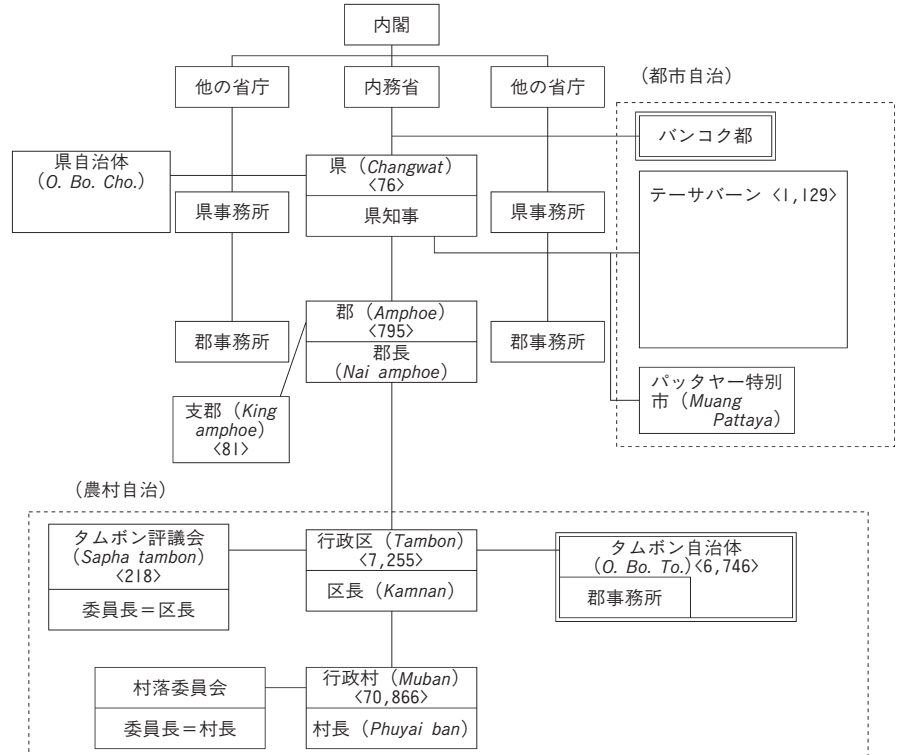 内閣
他の省庁
内務省
他の省庁
(都市自治)
バンコク都
県自治体
(O. Bo. Cho.)
県 (Changwat)
<76>
県知事
県事務所
県事務所
テーサバーン <1,129>
郡 (Amphoe)
<795>
郡長
(Nai amphoe)
郡事務所
郡事務所
支郡 (King
amphoe)
<81>
パッタヤー特別
市 (Muang
Pattaya)
(農村自治)
タムボン評議会
(Sapha tambon)
<218>
委員長=区長
行政区 (Tambon)
<7,255>
区長 (Kamnan)
タムボン自治体
(O. Bo. To.)<6,746>
郡事務所
村落委員会
委員長=村長
行政村 (Muban)
<70,866>
村長 (Phuyai ban)